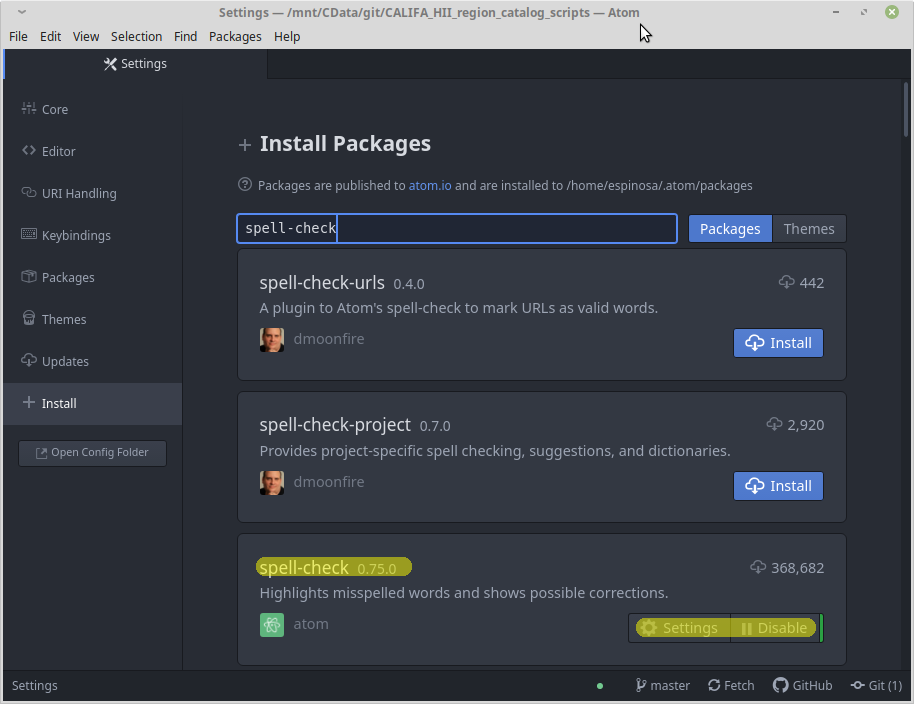 Settings — /mnt/CData/git/CALIFA_HII_region_catalog_scripts — Atom
File Edit View Selection Find Packages Help
Settings
Core
Editor
URI Handling
Keybindings
Packages
Themes
Updates
Install
Open Config Folder
+ Install Packages
Packages are published to atom.io and are installed to /home/espinosa/.atom/packages
spell-check
Packages Themes
spell-check-urls 0.4.0 442
A plugin to Atom's spell-check to mark URLs as valid words.
dmoonfire
Install
spell-check-project 0.7.0 2,920
Provides project-specific spell checking, suggestions, and dictionaries.
dmoonfire
Install
spell-check 0.75.0 368,682
Highlights misspelled words and shows possible corrections.
atom
Settings Disable
Settings master Fetch GitHub Git (1)